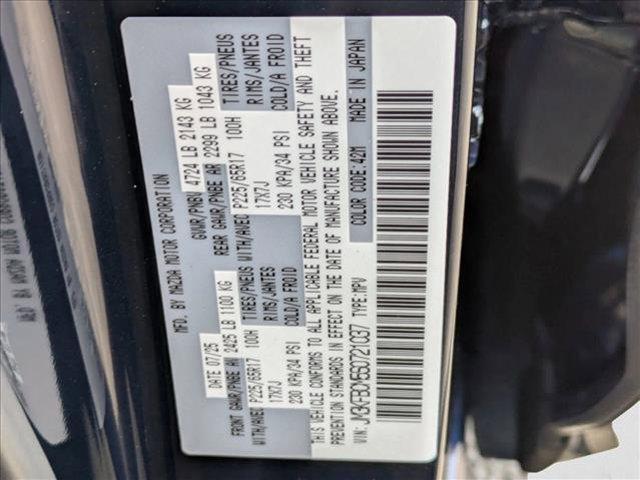 MFD. BY MAZDA MOTOR CORPORATION
DATE 07/25 GVWR/PNBV 4724 LB 2143 KG
FRONT GAWR/PNBE AV 2425 LB 1100 KG REAR GAWR/PNBE AR 2299 LB 1043 KG
WITH/AVEC P225/65R17 100H TIRES/PNEUS WITH/AVEC P225/65R17 100H TIRES/PNEUS
17X7J RIMS/JANTES 17X7J RIMS/JANTES
230 KPA/34 PSI COLD/A FROID 230 KPA/34 PSI COLD/A FROID
THIS VEHICLE CONFORMS TO ALL APPLICABLE FEDERAL MOTOR VEHICLE SAFETY AND THEFT
PREVENTION STANDARDS IN EFFECT ON THE DATE OF MANUFACTURE SHOWN ABOVE.
COLOR CODE:42M MADE IN JAPAN
VIN: TYPE:MPV